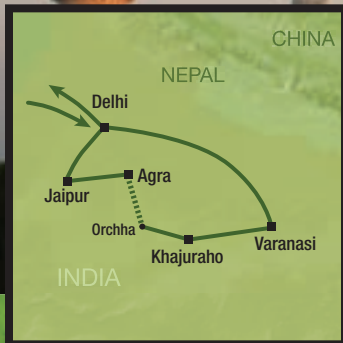 CHINA
NEPAL
Delhi
Agra
Jaipur
Orchha
Varanasi
Khajuraho
INDIA